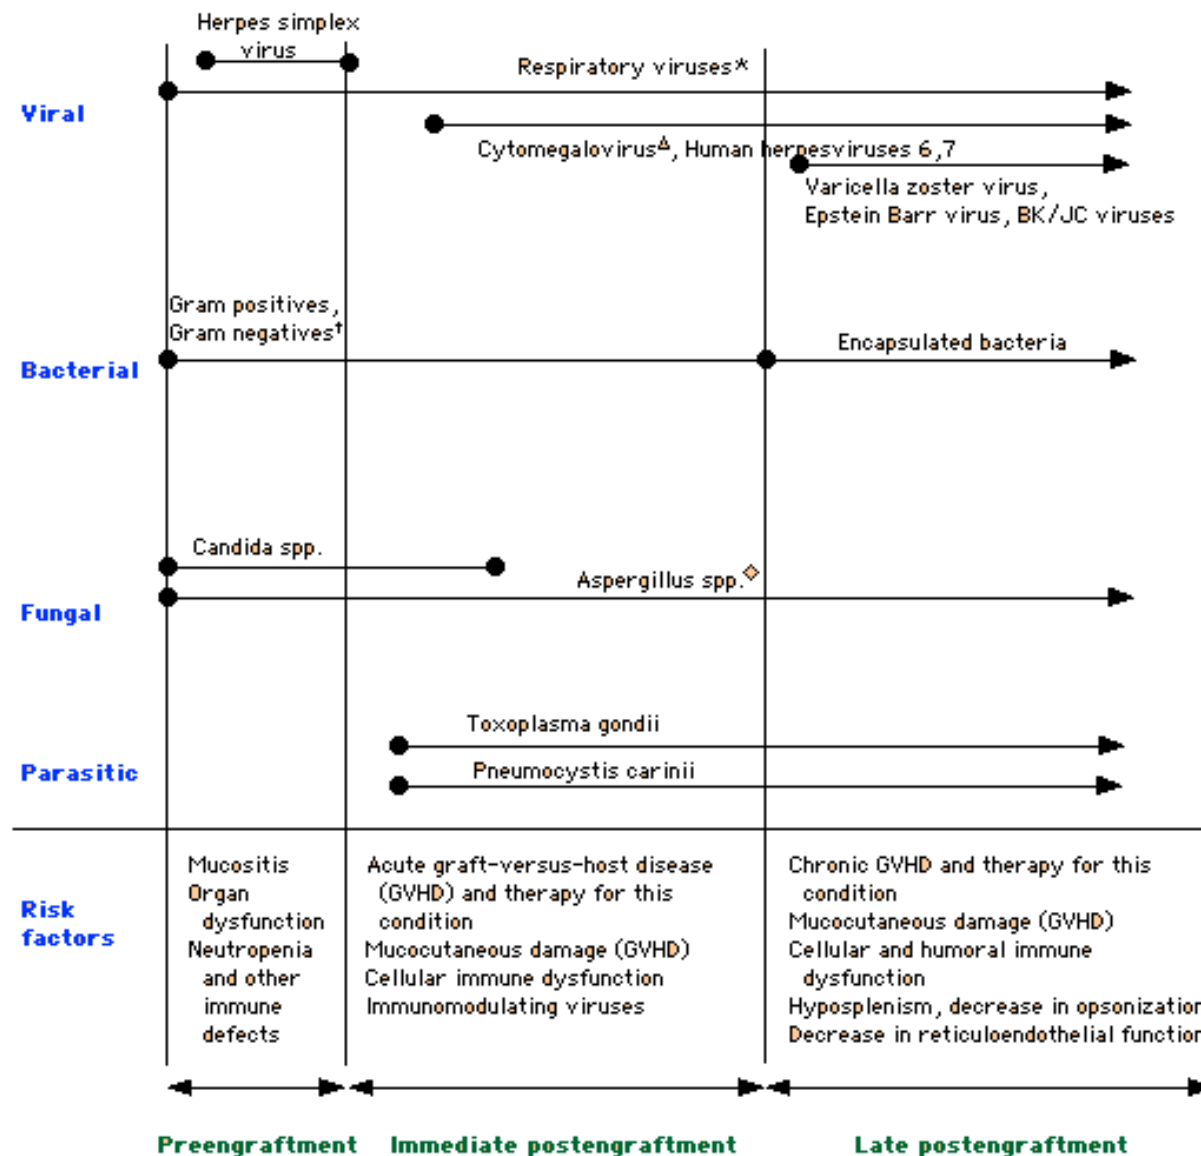 Herpes simplex
virus
Respiratory viruses*
Viral
CytomegalovirusΔ, Human herpesviruses 6,7
Varicella zoster virus,
Epstein Barr virus, BK/JC viruses
Gram positives,
Gram negatives†
Encapsulated bacteria
Bacterial
Candida spp.
Aspergillus spp.◇
Fungal
Toxoplasma gondii
Parasitic
Pneumocystis carinii
Risk
factors
Mucositis
Organ
dysfunction
Neutropenia
and other
immune
defects
Acute graft-versus-host disease
(GVHD) and therapy for this
condition
Mucocutaneous damage (GVHD)
Cellular immune dysfunction
Immunomodulating viruses
Chronic GVHD and therapy for this
condition
Mucocutaneous damage (GVHD)
Cellular and humoral immune
dysfunction
Hyposplenism, decrease in opsonization
Decrease in reticuloendothelial function
Preengraftment
Immediate postengraftment
Late postengraftment